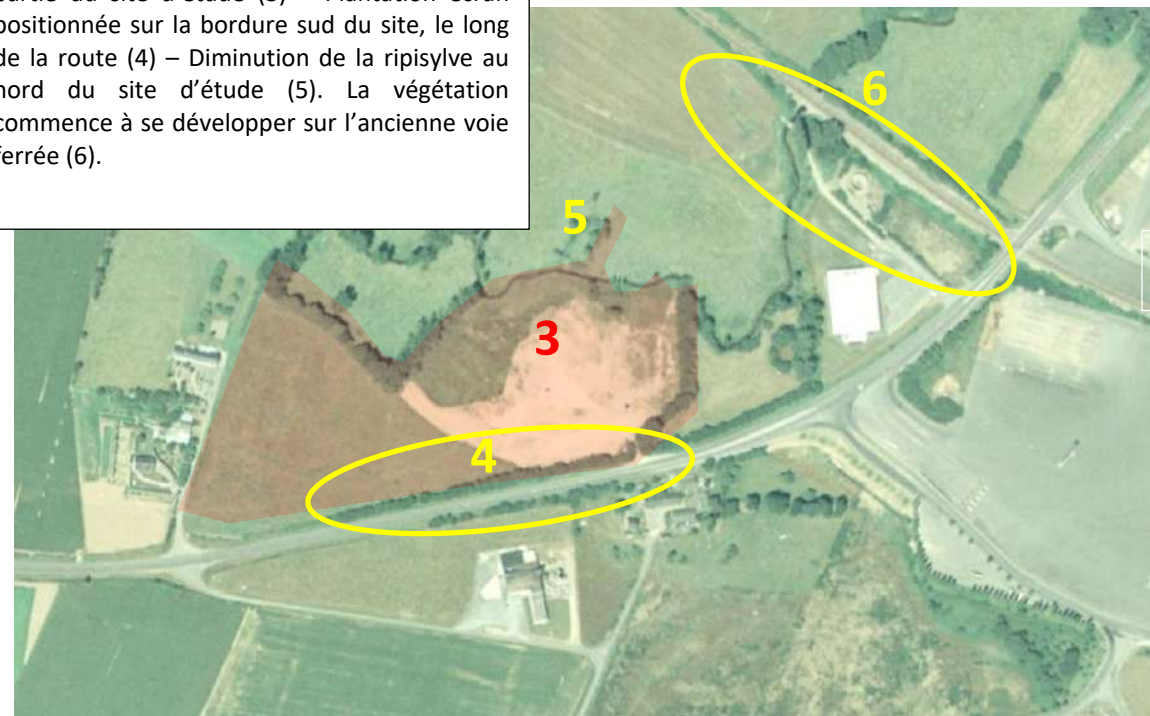 positionnée sur la bordure sud du site, le long
de la route (4) – Diminution de la ripisylve au
nord du site d'étude (5). La végétation
commence à se développer sur l'ancienne voie
ferrée (6).
6
5
3
4